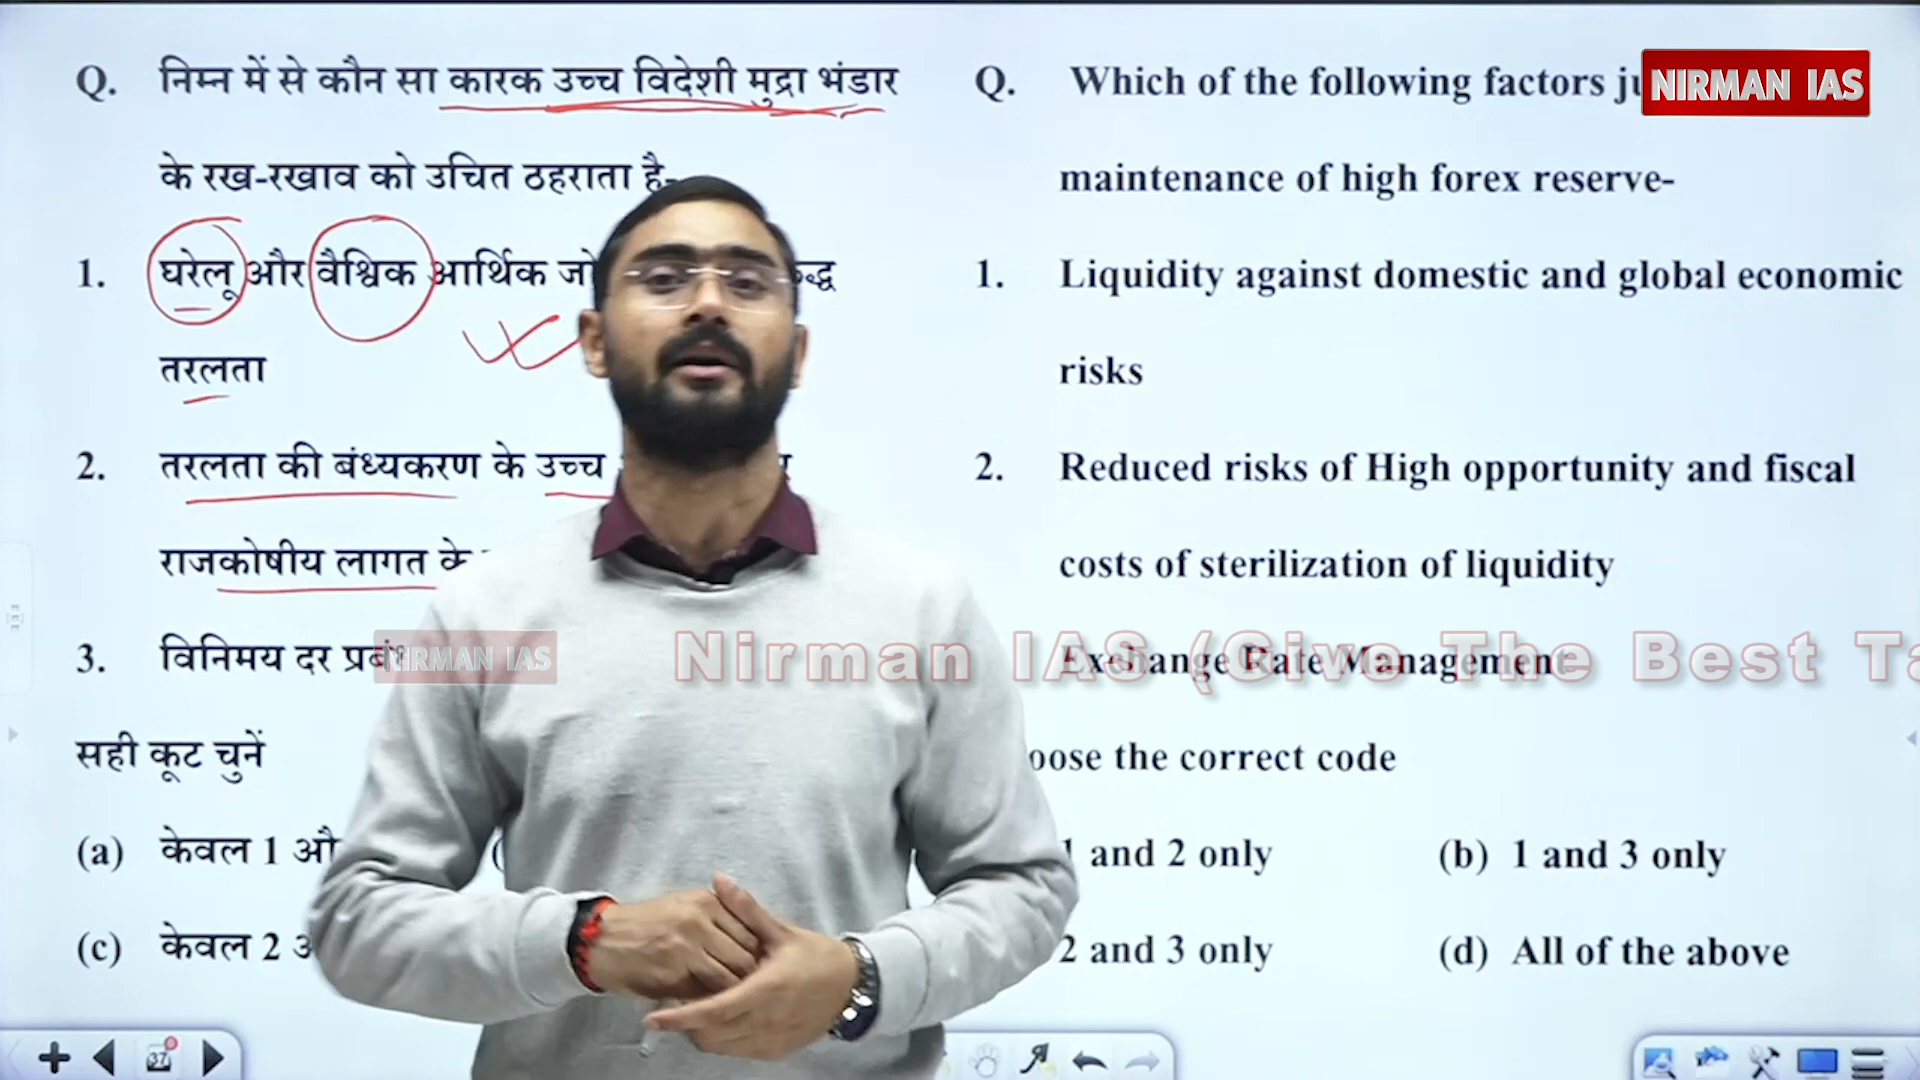 Q. निम्न में से कौन सा कारक उच्च विदेशी मुद्रा भंडार
के रख-रखाव को उचित ठहराता है-
1. घरेलू और वैश्विक आर्थिक
तरलता
2. तरलता की बंध्यकरण के उच्च
राजकोषीय लागत के
3. विनिमय दर
सही कूट चुनें
(a) केवल 1
(c) केवल 2
Q. Which of the following factors
maintenance of high forex reserve-
1. Liquidity against domestic and global economic
risks
2. Reduced risks of High opportunity and fiscal
costs of sterilization of liquidity
Exchange Rate Management
the correct code
1 and 2 only (b) 1 and 3 only
2 and 3 only (d) All of the above
NIRMAN IAS
NIRMAN IAS
Nirman IAS (Give The Best
37